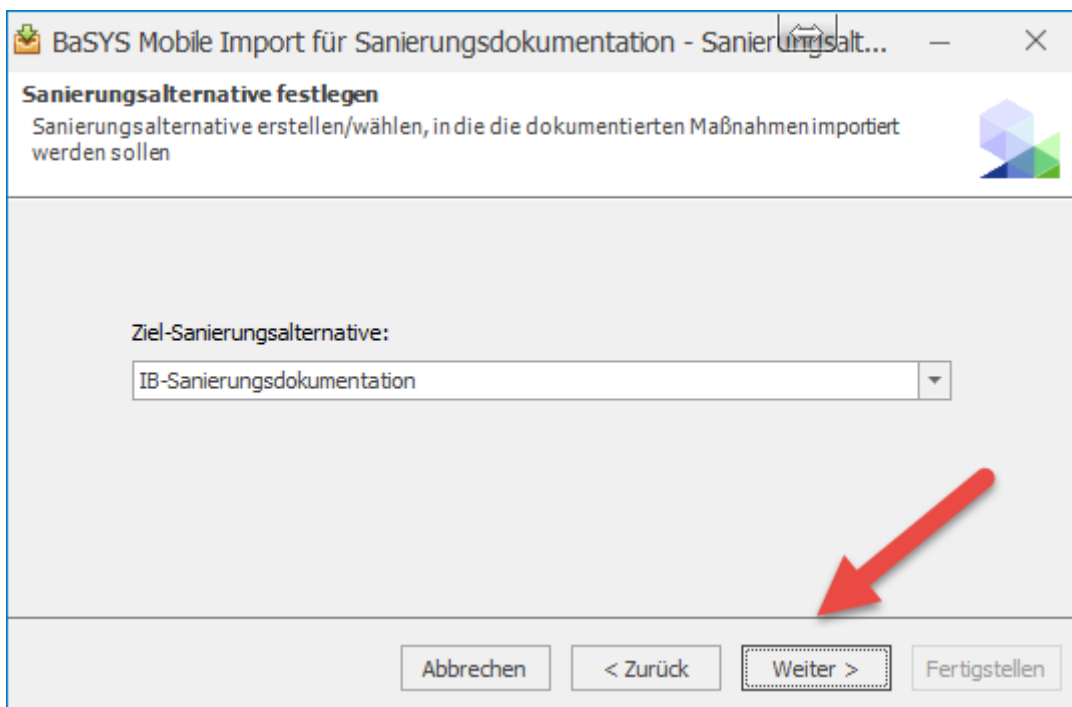 BaSYS Mobile Import für Sanierungsdokumentation - Sanierungsalt...
Sanierungsalternative festlegen
Sanierungsalternative erstellen/wählen, in die die dokumentierten Maßnahmen importiert
werden sollen
Ziel-Sanierungsalternative:
IB-Sanierungsdokumentation
Abbrechen
< Zurück
Weiter >
Fertigstellen